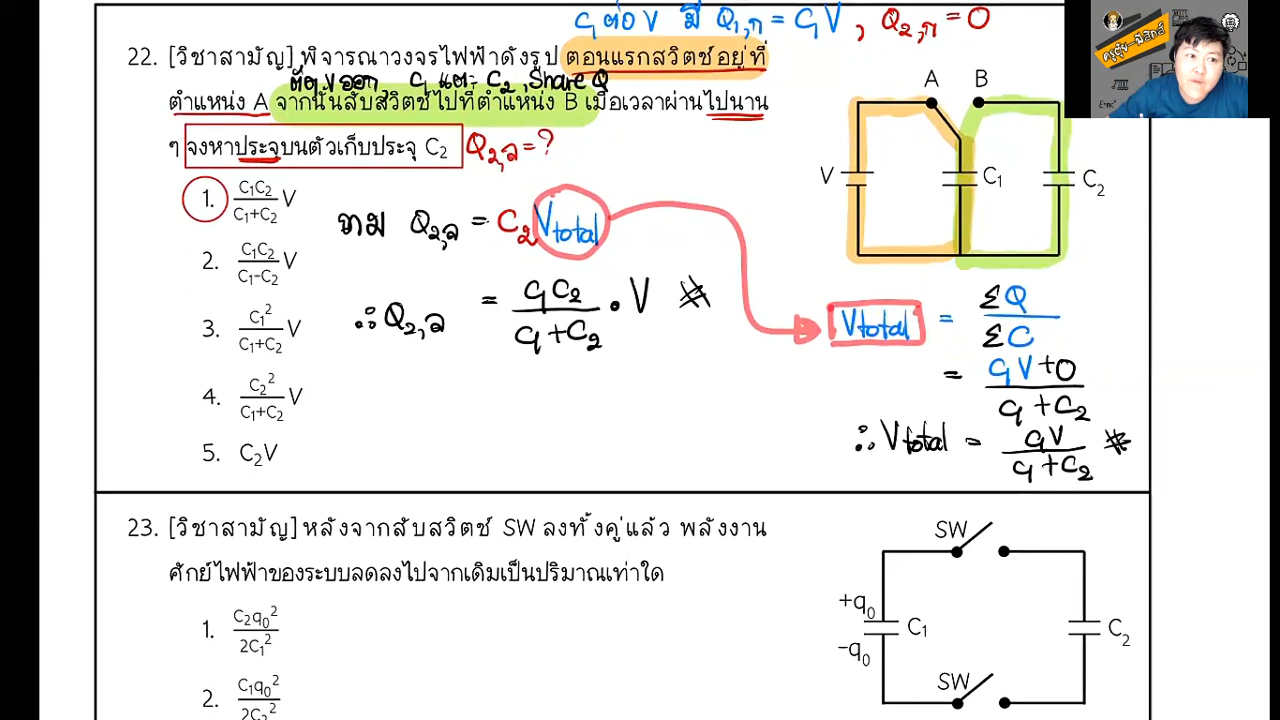 C₁ ต่อ V มี Q₁,ก = C₁V , Q₂,ก = 0
22. [วิชาสามัญ] พิจารณาวงจรไฟฟ้าดังรูป ตอนแรกสวิตช์อยู่ที่
ตัด V ออก, C₁ และ C₂, Share Q
ตำแหน่ง A จากนั้นสับสวิตช์ไปที่ตำแหน่ง B เมื่อเวลาผ่านไปนาน
ๆ จงหาประจุบนตัวเก็บประจุ C₂ Q₂,ล = ?
A B
V C₁ C₂
1. C₁C₂/(C₁+C₂) V
2. C₁C₂/(C₁-C₂) V
3. C₁²/(C₁+C₂) V
4. C₂²/(C₁+C₂) V
5. C₂V
หาม Q₂,ล = C₂ Vtotal
∴ Q₂,ล = C₁C₂/(C₁+C₂) . V #
Vtotal = ΣQ/ΣC
= (C₁V+0)/(C₁+C₂)
∴ Vtotal = C₁V/(C₁+C₂) #
23. [วิชาสามัญ] หลังจากสับสวิตช์ SW ลงทั้งคู่แล้ว พลังงาน
ศักย์ไฟฟ้าของระบบลดลงไปจากเดิมเป็นปริมาณเท่าใด
1. C₂q₀²/2C₁²
2. C₁q₀²/2C₂²
SW
+q₀
-q₀
C₁ C₂
SW
ครูตุ้ย-ฟิสิกส์